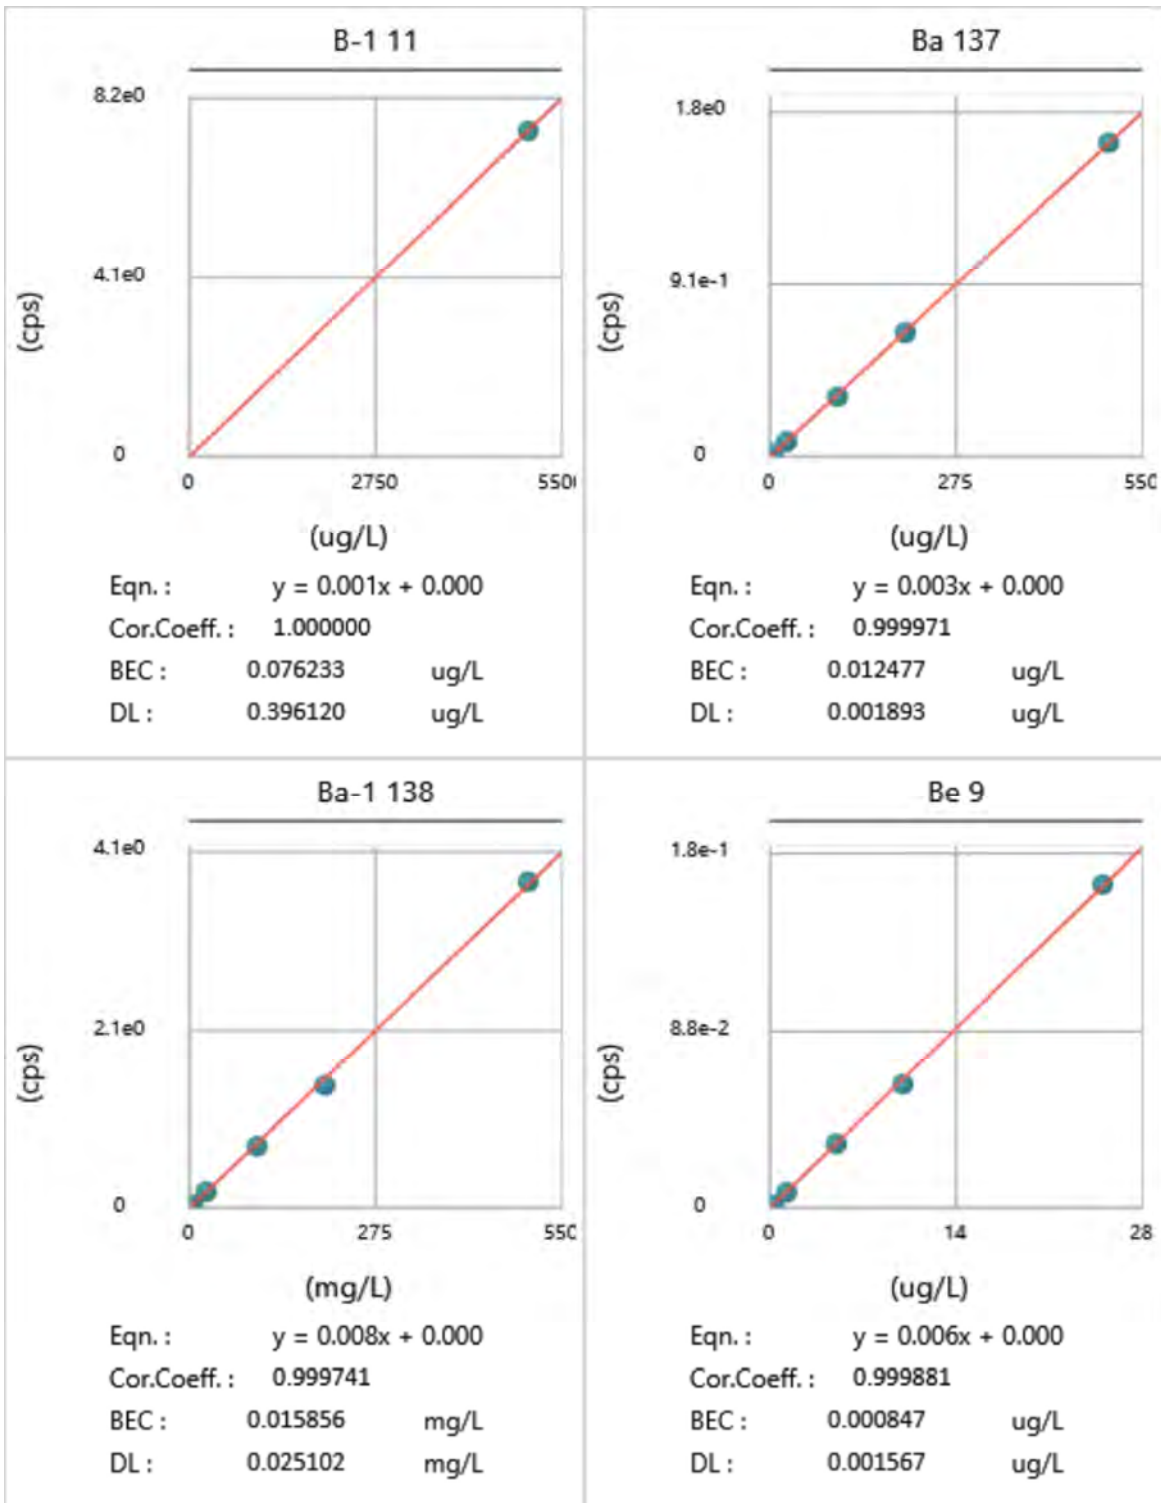 B-1 11
8.2e0
4.1e0
0
(cps)
0 2750 550
(ug/L)
Eqn. : y = 0.001x + 0.000
Cor.Coeff. : 1.000000
BEC : 0.076233 ug/L
DL : 0.396120 ug/L
Ba 137
1.8e0
9.1e-1
0
(cps)
0 275 550
(ug/L)
Eqn. : y = 0.003x + 0.000
Cor.Coeff. : 0.999971
BEC : 0.012477 ug/L
DL : 0.001893 ug/L
Ba-1 138
4.1e0
2.1e0
0
(cps)
0 275 550
(mg/L)
Eqn. : y = 0.008x + 0.000
Cor.Coeff. : 0.999741
BEC : 0.015856 mg/L
DL : 0.025102 mg/L
Be 9
1.8e-1
8.8e-2
0
(cps)
0 14 28
(ug/L)
Eqn. : y = 0.006x + 0.000
Cor.Coeff. : 0.999881
BEC : 0.000847 ug/L
DL : 0.001567 ug/L